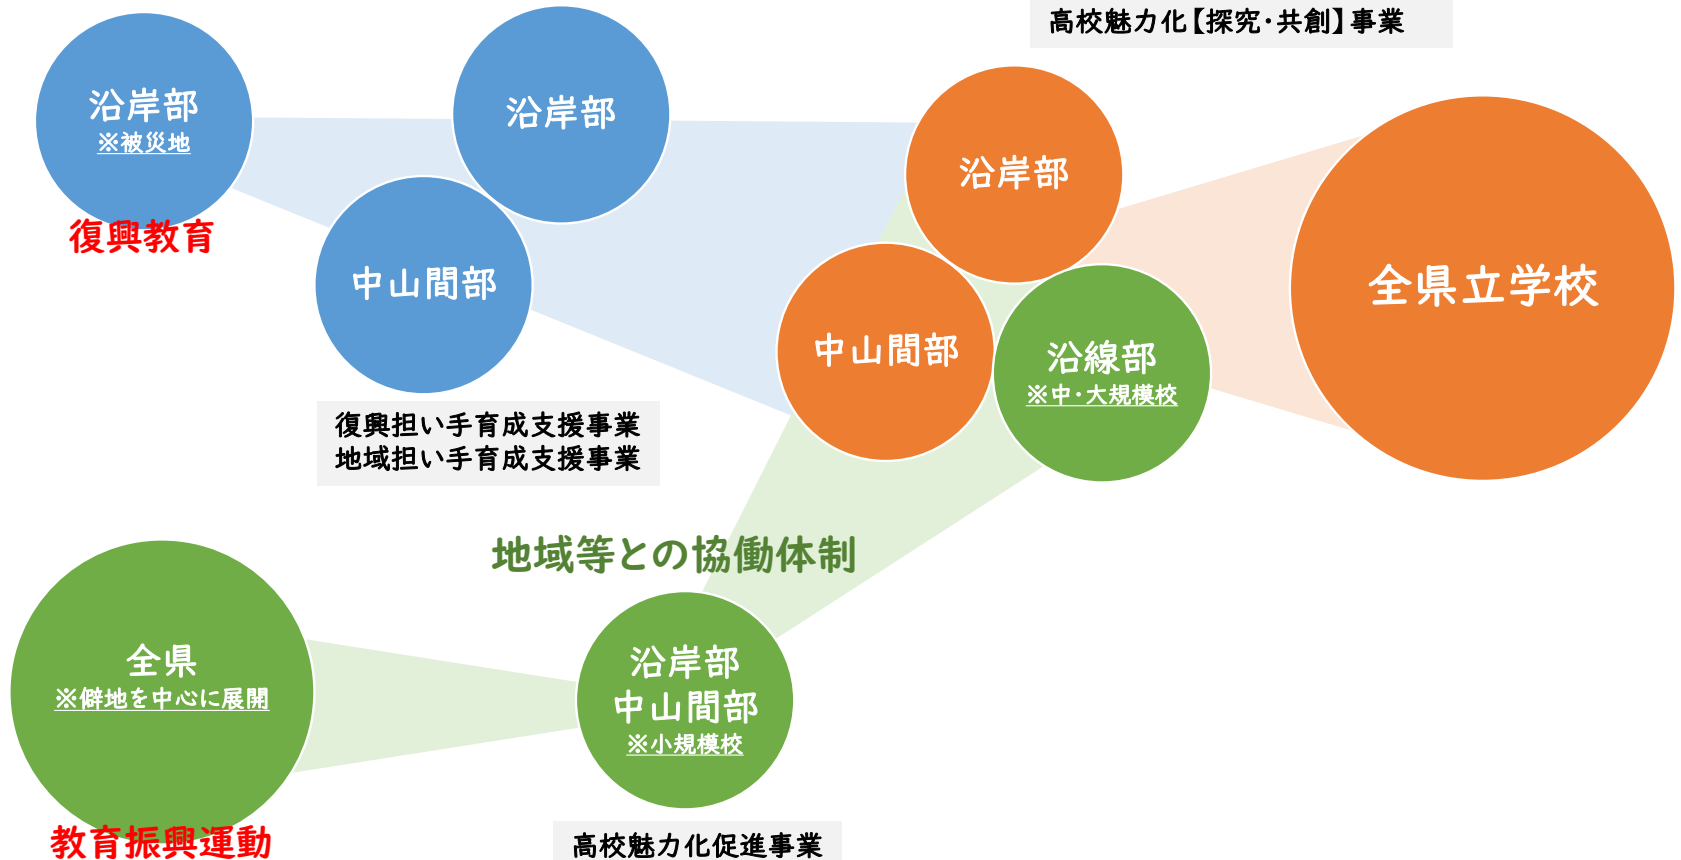 高校魅力化【探究・共創】事業
沿岸部
※被災地
復興教育
沿岸部
中山間部
復興担い手育成支援事業
地域担い手育成支援事業
沿岸部
中山間部
沿線部
※中・大規模校
全県立学校
地域等との協働体制
全県
※僻地を中心に展開
教育振興運動
沿岸部
中山間部
※小規模校
高校魅力化促進事業